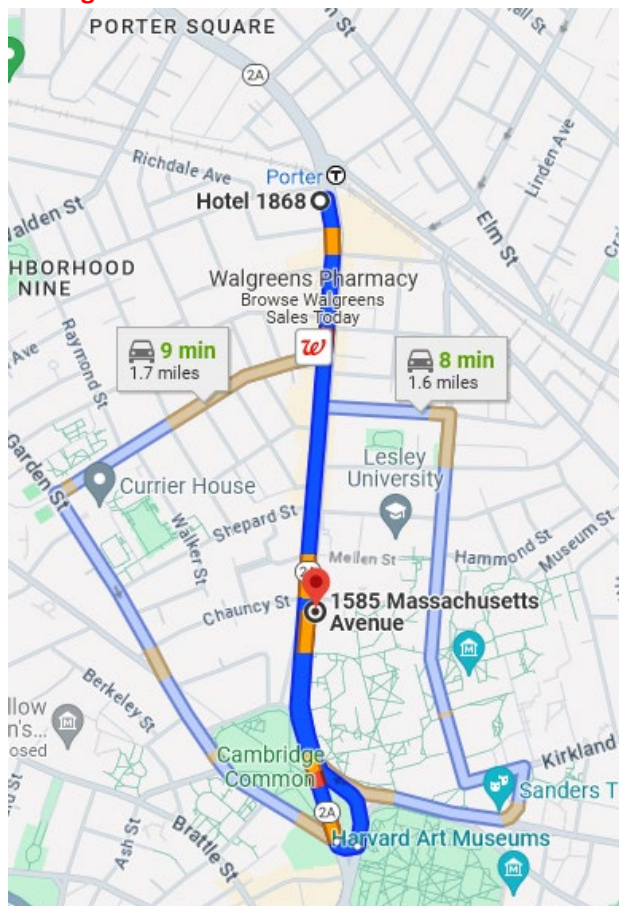 PORTER SQUARE
2A
Linden Ave
Richdale Ave
Porter T
Hotel 1868
Elm St
Walden St
HBORHOOD
NINE
Walgreens Pharmacy
Browse Walgreens
Sales Today
W
Raymond St
9 min
1.7 miles
8 min
1.6 miles
Garden St
Lesley
University
Currier House
Shepard St
Walker St
Mellen St
Hammond St
Museum St
Chauncy St
1585 Massachusetts
Avenue
Berkeley St
llow
n's...
osed
Cambridge
Common
Kirkland
Sanders T
2A
Harvard Art Museums
Brattle St
Ash St